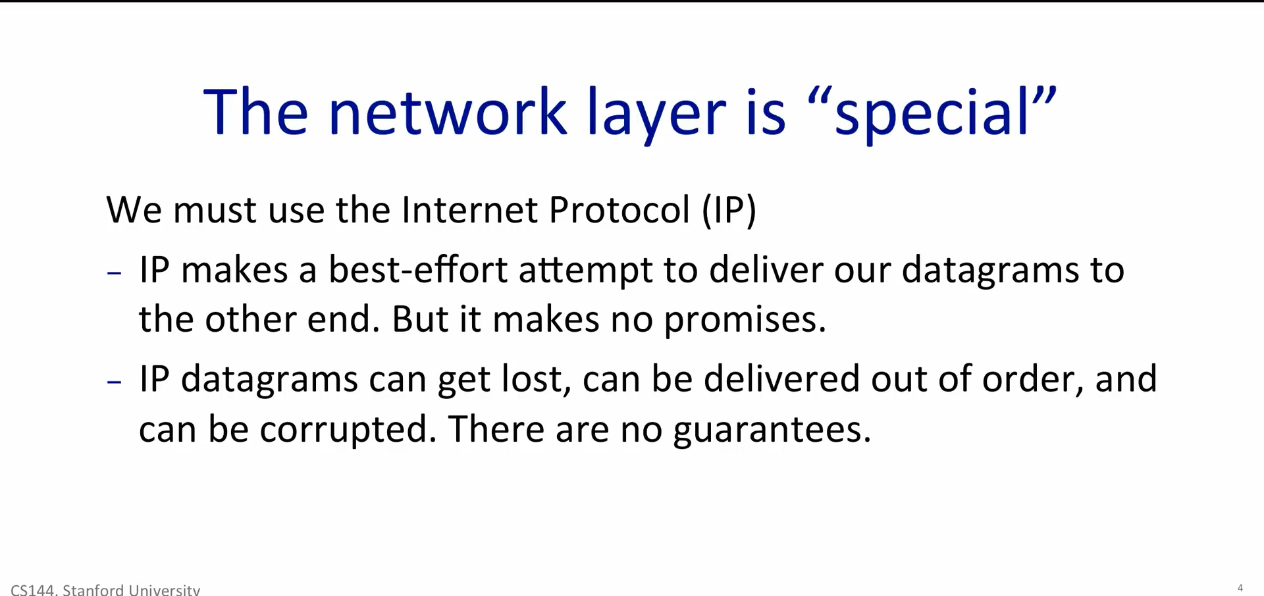 The network layer is “special”
We must use the Internet Protocol (IP)
– IP makes a best-effort attempt to deliver our datagrams to
the other end. But it makes no promises.
– IP datagrams can get lost, can be delivered out of order, and
can be corrupted. There are no guarantees.
CS144, Stanford University
4